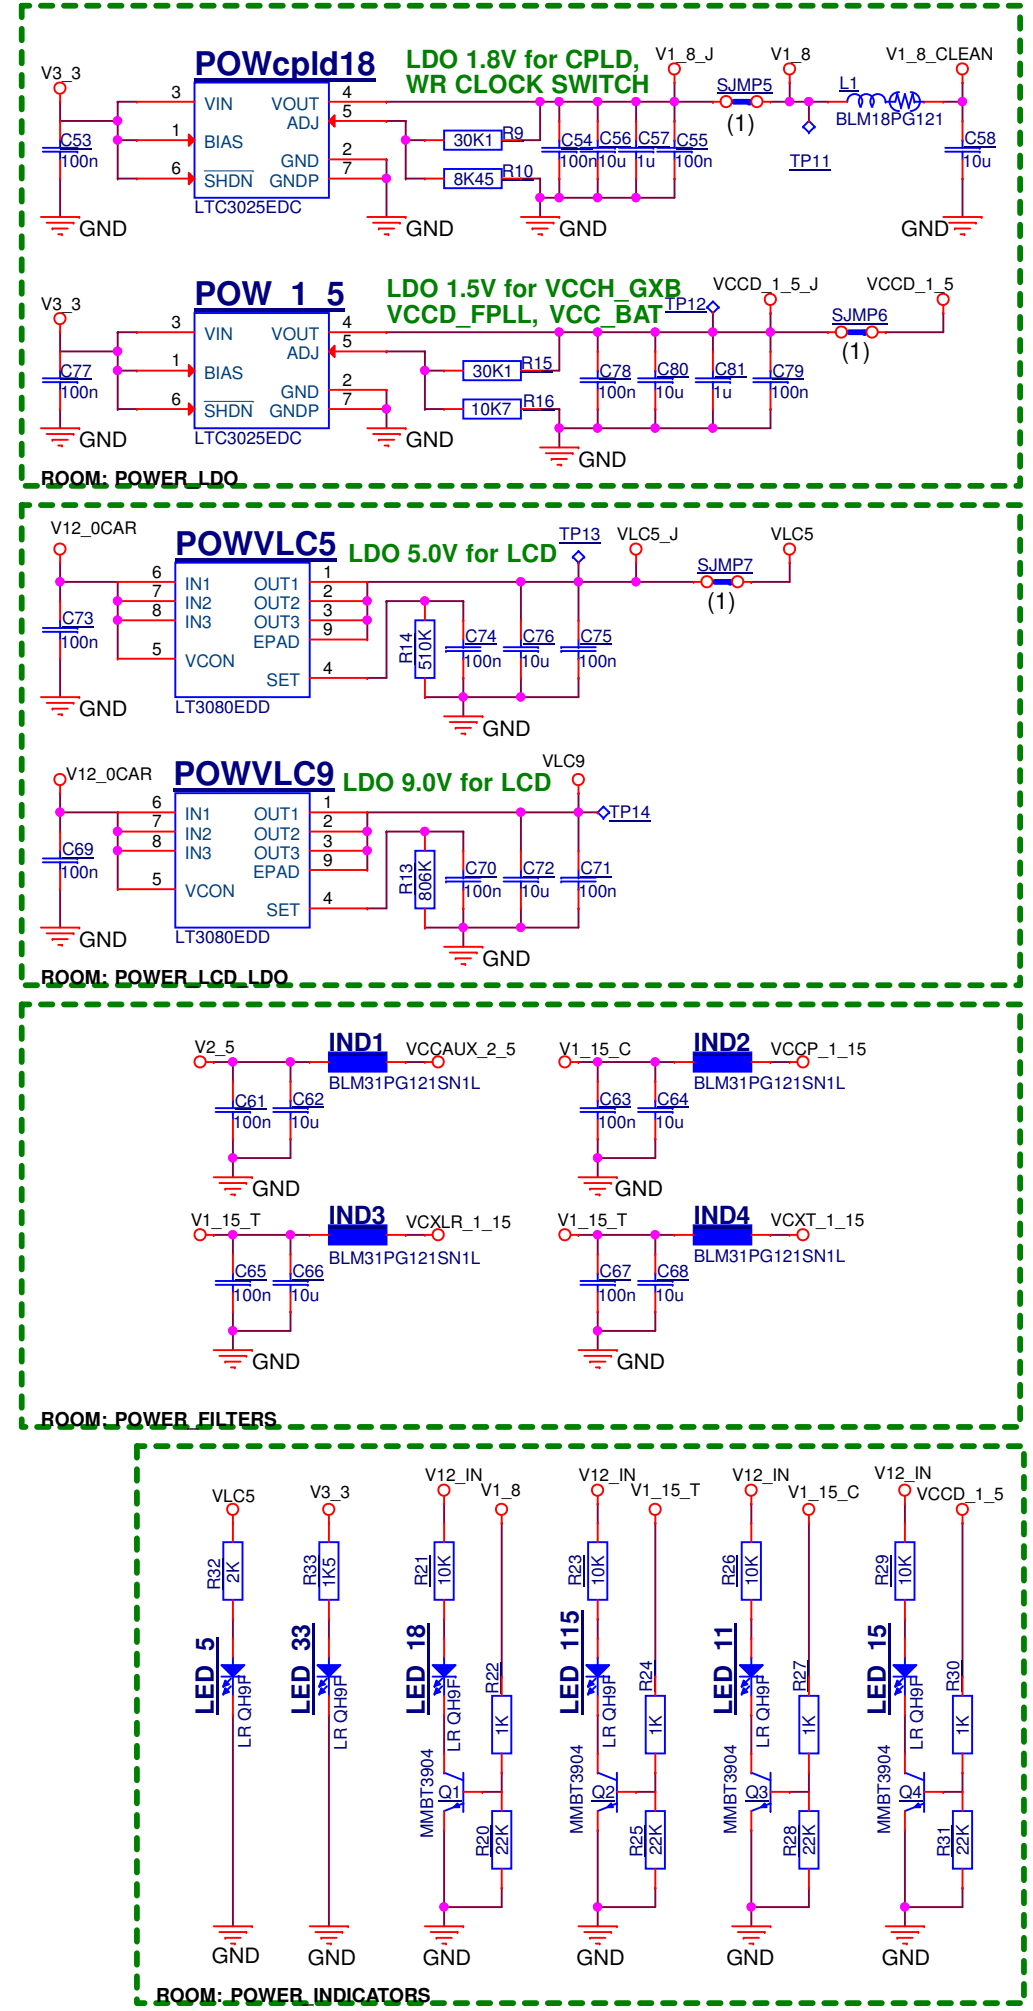 POWcpld18
LDO 1.8V for CPLD,
WR CLOCK SWITCH
V3_3
V1_8_J
V1_8
V1_8_CLEAN
SJMP5
(1)
L1
BLM18PG121
TP11
3 VIN VOUT 4
ADJ 5
1 BIAS
GND 2
6 SHDN GNDP 7
LTC3025EDC
C53
100n
30K1 R9
8K45 R10
C54 C56 C57 C55
100n 10u 1u 100n
C58
10u
GND GND GND GND
POW_1_5
LDO 1.5V for VCCH_GXB
VCCD_FPLL, VCC_BAT
V3_3
TP12
VCCD_1_5_J
VCCD_1_5
SJMP6
(1)
3 VIN VOUT 4
ADJ 5
1 BIAS
GND 2
6 SHDN GNDP 7
LTC3025EDC
C77
100n
30K1 R15
10K7 R16
C78 C80 C81 C79
100n 10u 1u 100n
GND GND GND
ROOM: POWER_LDO
V12_0CAR
POWVLC5
LDO 5.0V for LCD
TP13
VLC5_J
VLC5
SJMP7
(1)
6 IN1 OUT1 1
7 IN2 OUT2 2
8 IN3 OUT3 3
EPAD 9
5 VCON
SET 4
LT3080EDD
C73
100n
R14
510K
C74 C76 C75
100n 10u 100n
GND GND
V12_0CAR
POWVLC9
LDO 9.0V for LCD
VLC9
TP14
6 IN1 OUT1 1
7 IN2 OUT2 2
8 IN3 OUT3 3
EPAD 9
5 VCON
SET 4
LT3080EDD
C69
100n
R13
806K
C70 C72 C71
100n 10u 100n
GND GND
ROOM: POWER_LCD_LDO
V2_5
IND1
VCCAUX_2_5
BLM31PG121SN1L
C61 C62
100n 10u
GND
V1_15_C
IND2
VCCP_1_15
BLM31PG121SN1L
C63 C64
100n 10u
GND
V1_15_T
IND3
VCXLR_1_15
BLM31PG121SN1L
C65 C66
100n 10u
GND
V1_15_T
IND4
VCXT_1_15
BLM31PG121SN1L
C67 C68
100n 10u
GND
ROOM: POWER_FILTERS
VLC5
R32
2K
LED_5
LR QH9F
GND
V3_3
R33
1K5
LED_33
LR QH9F
GND
V12_IN
V1_8
R21
10K
LED_18
LR QH9F
R22
1K
MMBT3904
Q1
R20
22K
GND
V12_IN
V1_15_T
R23
10K
LED_115
LR QH9F
R24
1K
MMBT3904
Q2
R25
22K
GND
V12_IN
V1_15_C
R26
10K
LED_11
LR QH9F
R27
1K
MMBT3904
Q3
R28
22K
GND
V12_IN
VCCD_1_5
R29
10K
LED_15
LR QH9F
R30
1K
MMBT3904
Q4
R31
22K
GND
ROOM: POWER_INDICATORS